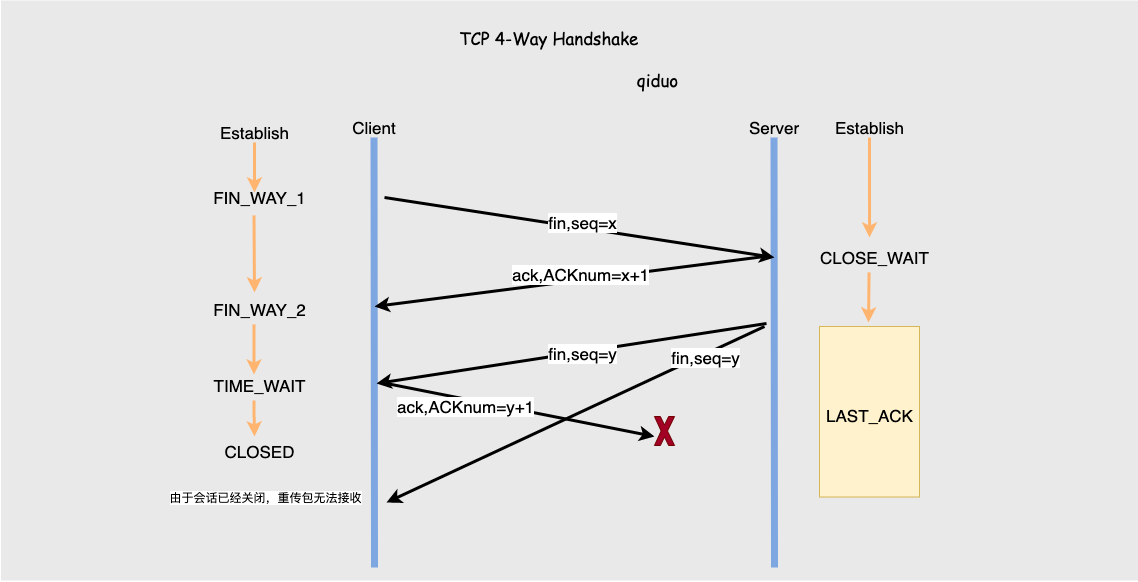 TCP 4-Way Handshake
qiduo
Establish
Client
Server
Establish
FIN_WAY_1
fin,seq=x
CLOSE_WAIT
ack,ACKnum=x+1
FIN_WAY_2
fin,seq=y
fin,seq=y
TIME_WAIT
ack,ACKnum=y+1
LAST_ACK
X
CLOSED
由于会话已经关闭，重传包无法接收